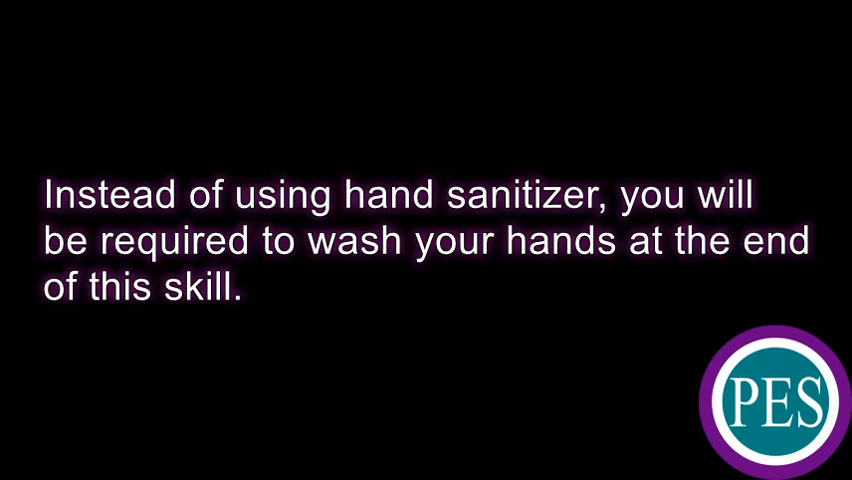 Instead of using hand sanitizer, you will
be required to wash your hands at the end
of this skill.
PES